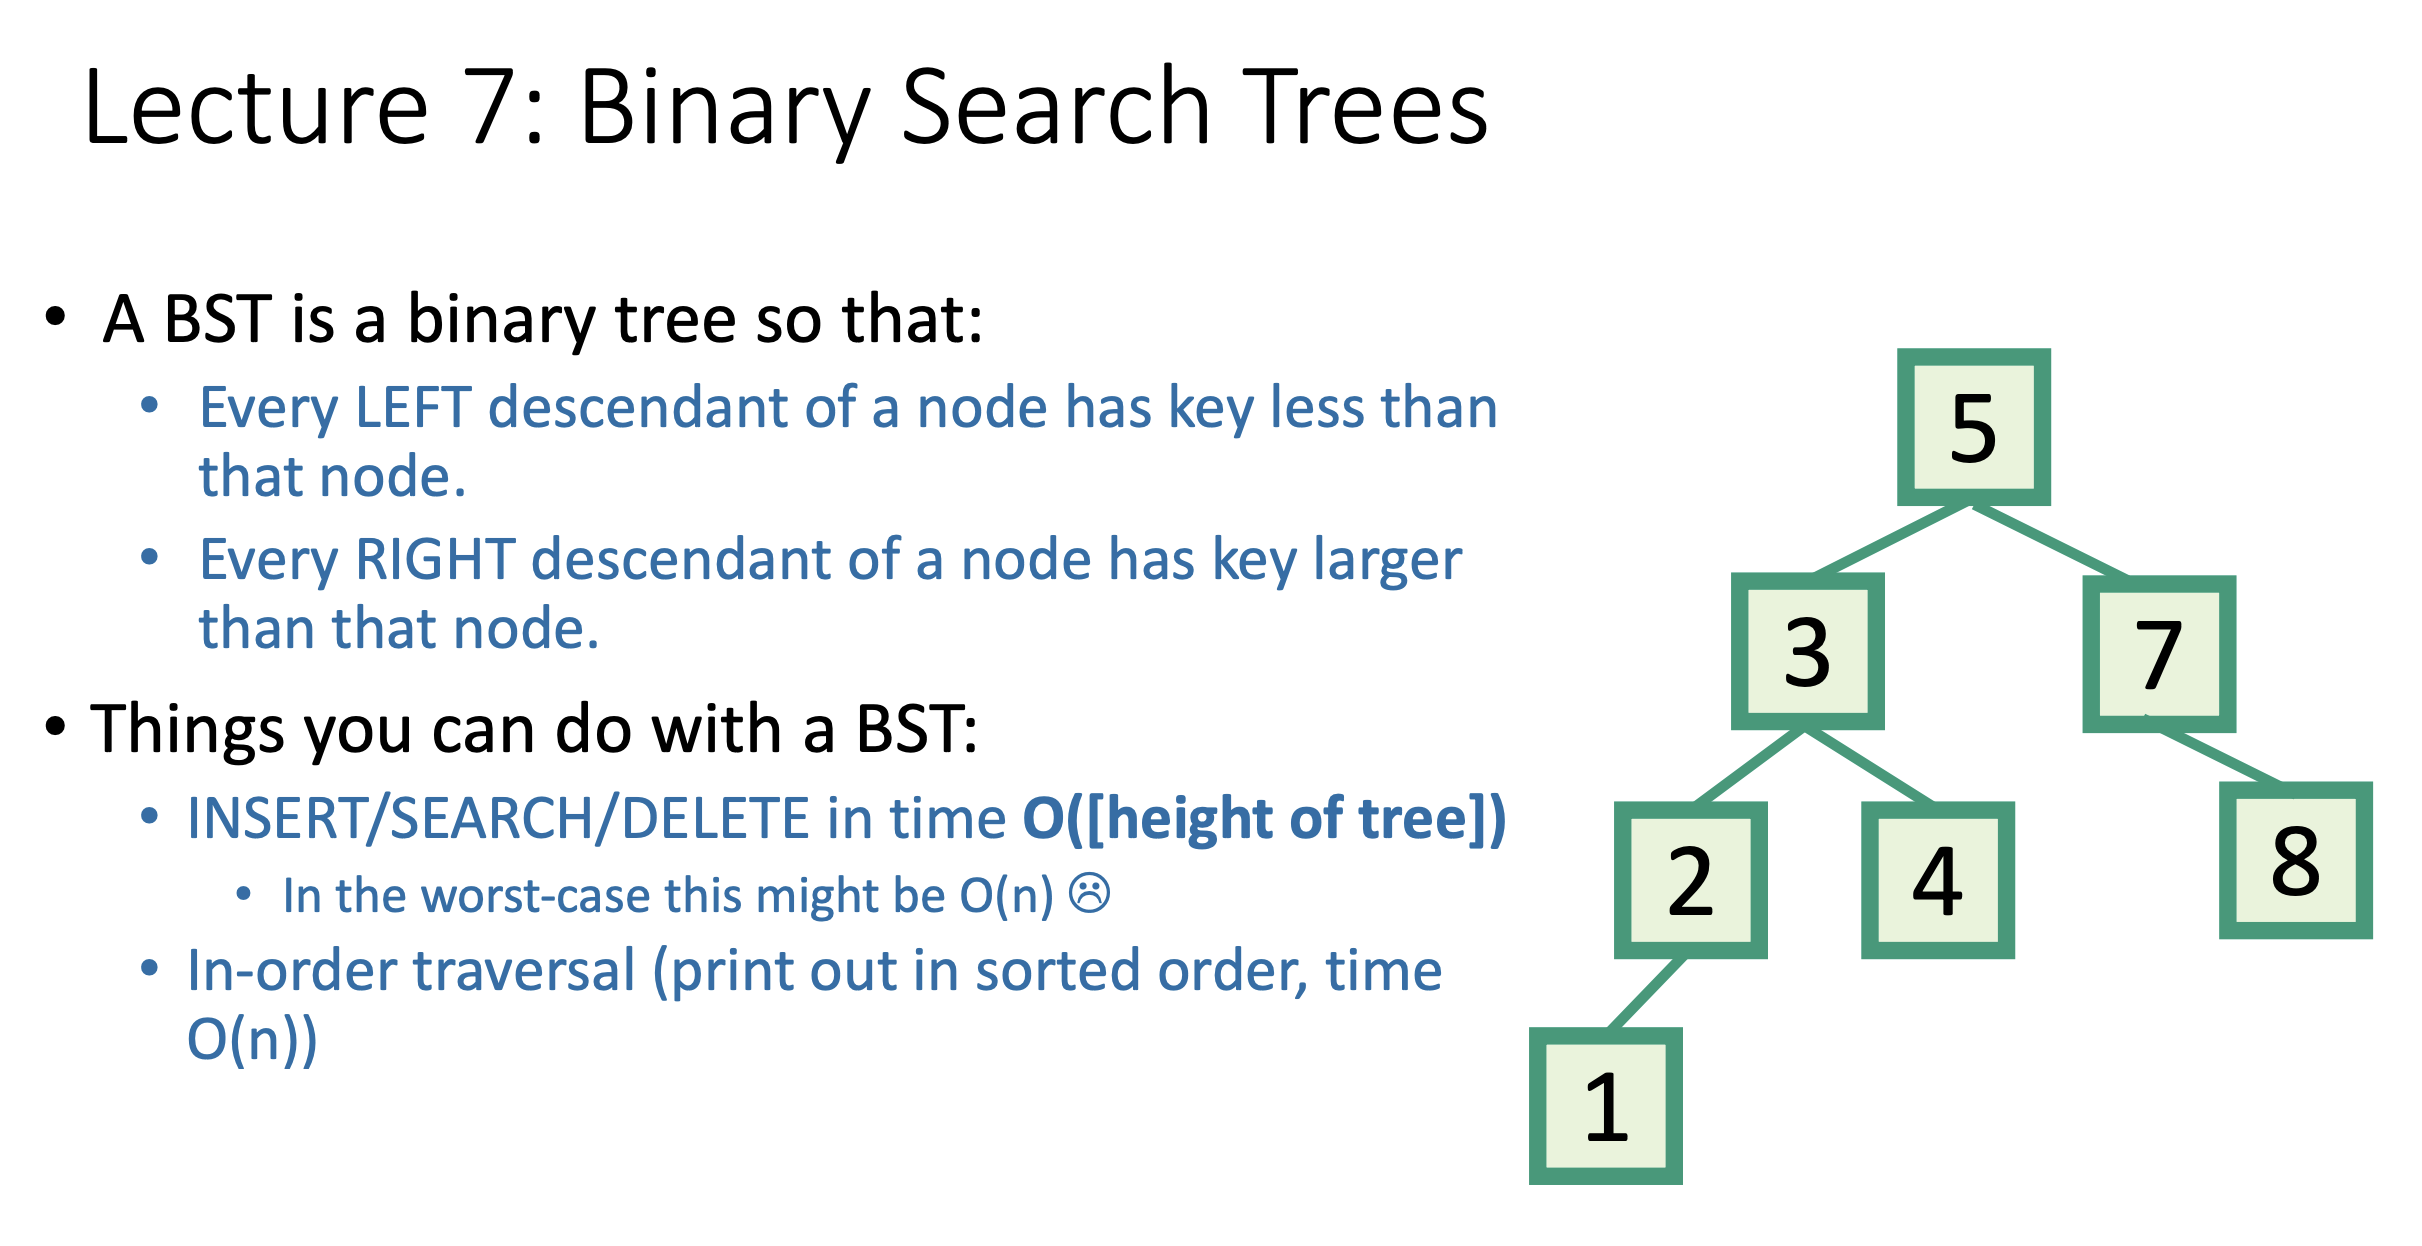 Lecture 7: Binary Search Trees
• A BST is a binary tree so that:
• Every LEFT descendant of a node has key less than
that node.
• Every RIGHT descendant of a node has key larger
than that node.
• Things you can do with a BST:
• INSERT/SEARCH/DELETE in time O([height of tree])
• In the worst-case this might be O(n) ☹
• In-order traversal (print out in sorted order, time
O(n))
5
3 7
2 4 8
1